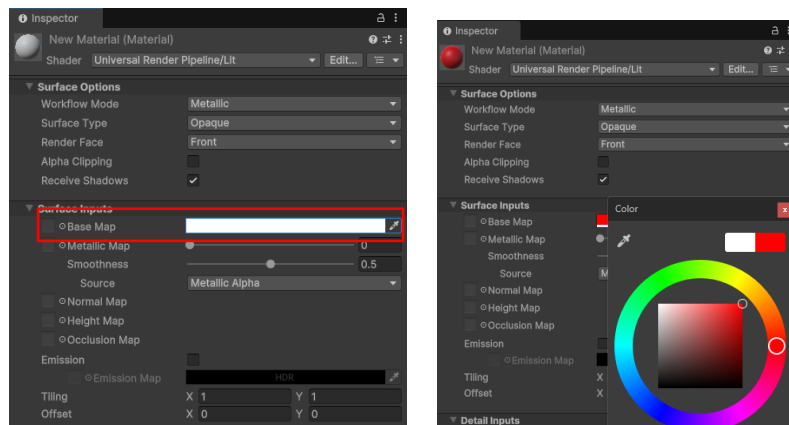 Inspector
New Material (Material)
Shader Universal Render Pipeline/Lit Edit...
Surface Options
Workflow Mode Metallic
Surface Type Opaque
Render Face Front
Alpha Clipping
Receive Shadows
Surface Inputs
Base Map
Metallic Map 0
Smoothness 0.5
Source Metallic Alpha
Normal Map
Height Map
Occlusion Map
Emission
Emission Map HDR
Tiling X 1 Y 1
Offset X 0 Y 0
Inspector
New Material (Material)
Shader Universal Render Pipeline/Lit Edit...
Surface Options
Workflow Mode Metallic
Surface Type Opaque
Render Face Front
Alpha Clipping
Receive Shadows
Surface Inputs
Base Map
Metallic Map
Smoothness
Source M
Normal Map
Height Map
Occlusion Map
Emission
Emission Map
Tiling X
Offset X
Detail Inputs
Color
x